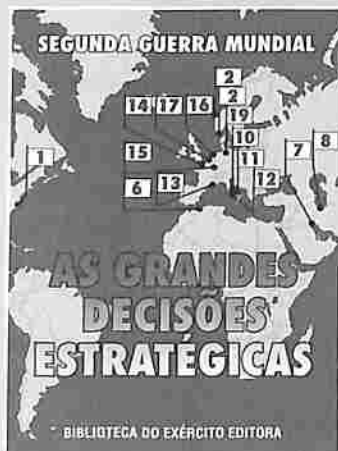 SEGUNDA GUERRA MUNDIAL
2
14 17 16 2
19
1 15 10 7 8
11
6 13 12
AS GRANDES
DECISÕES
ESTRATÉGICAS
BIBLIOTECA DO EXÉRCITO EDITORA